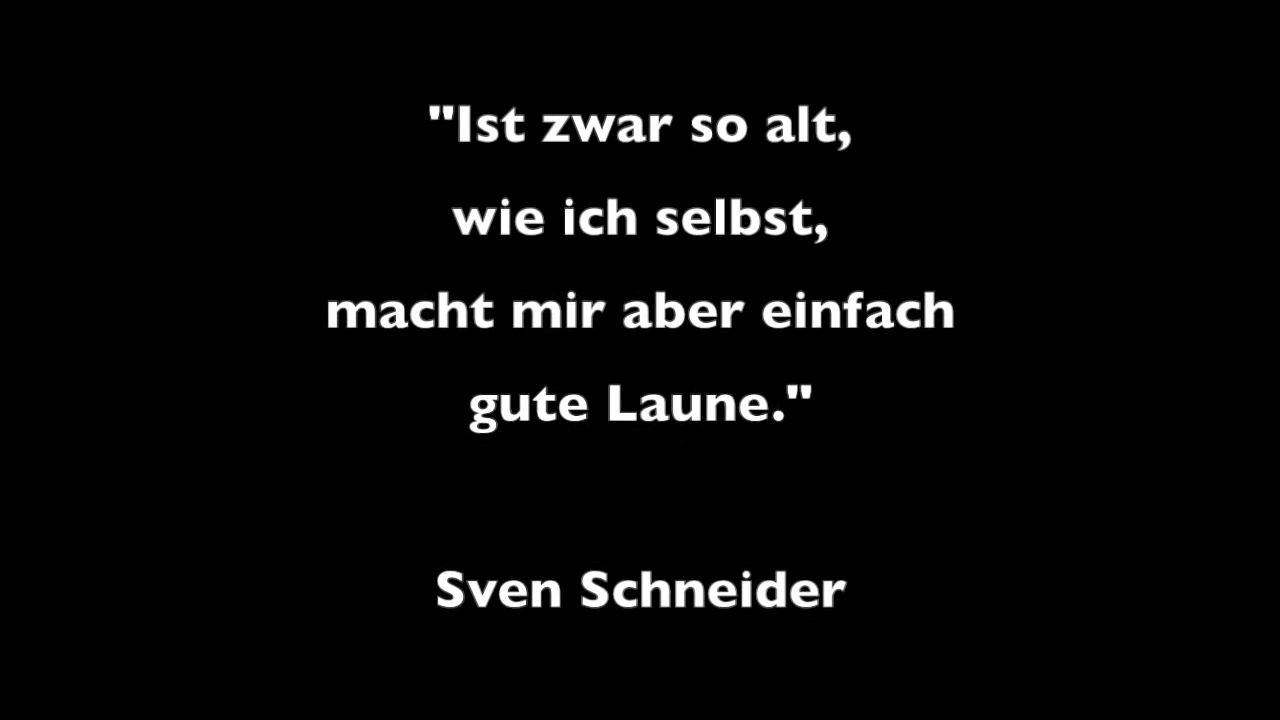 "Ist zwar so alt,
wie ich selbst,
macht mir aber einfach
gute Laune."
Sven Schneider